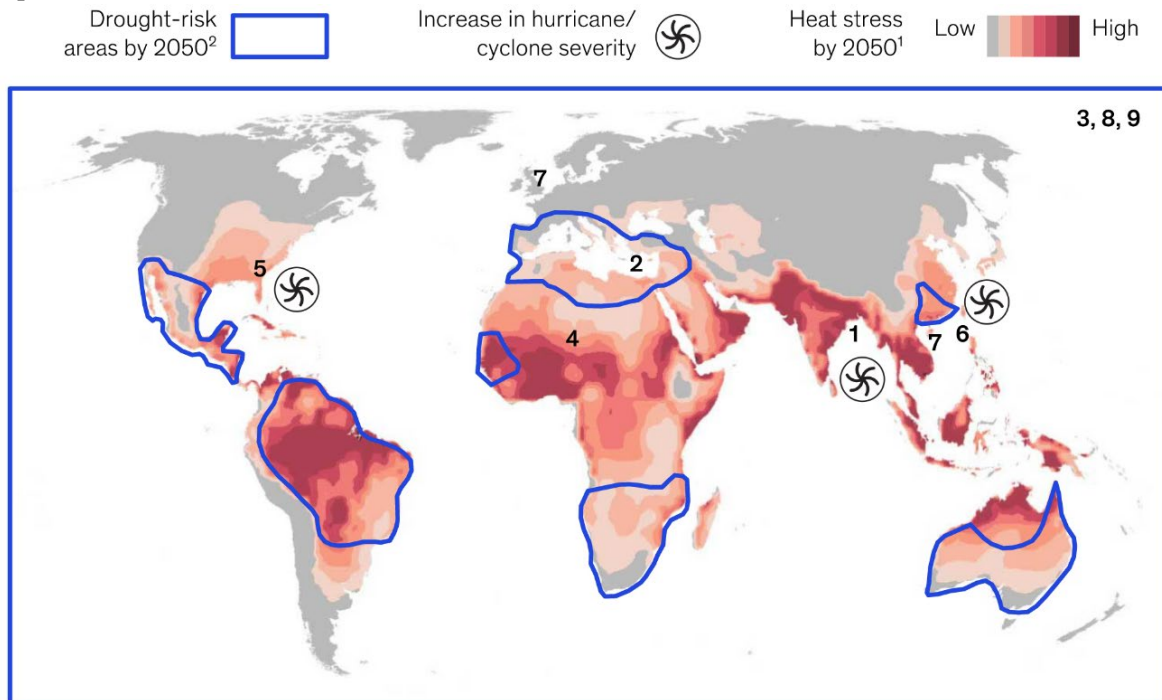 Drought-risk
areas by 2050²
Increase in hurricane/
cyclone severity
Heat stress
by 2050¹
Low
High
3, 8, 9
7
5
2
4
1
7
6